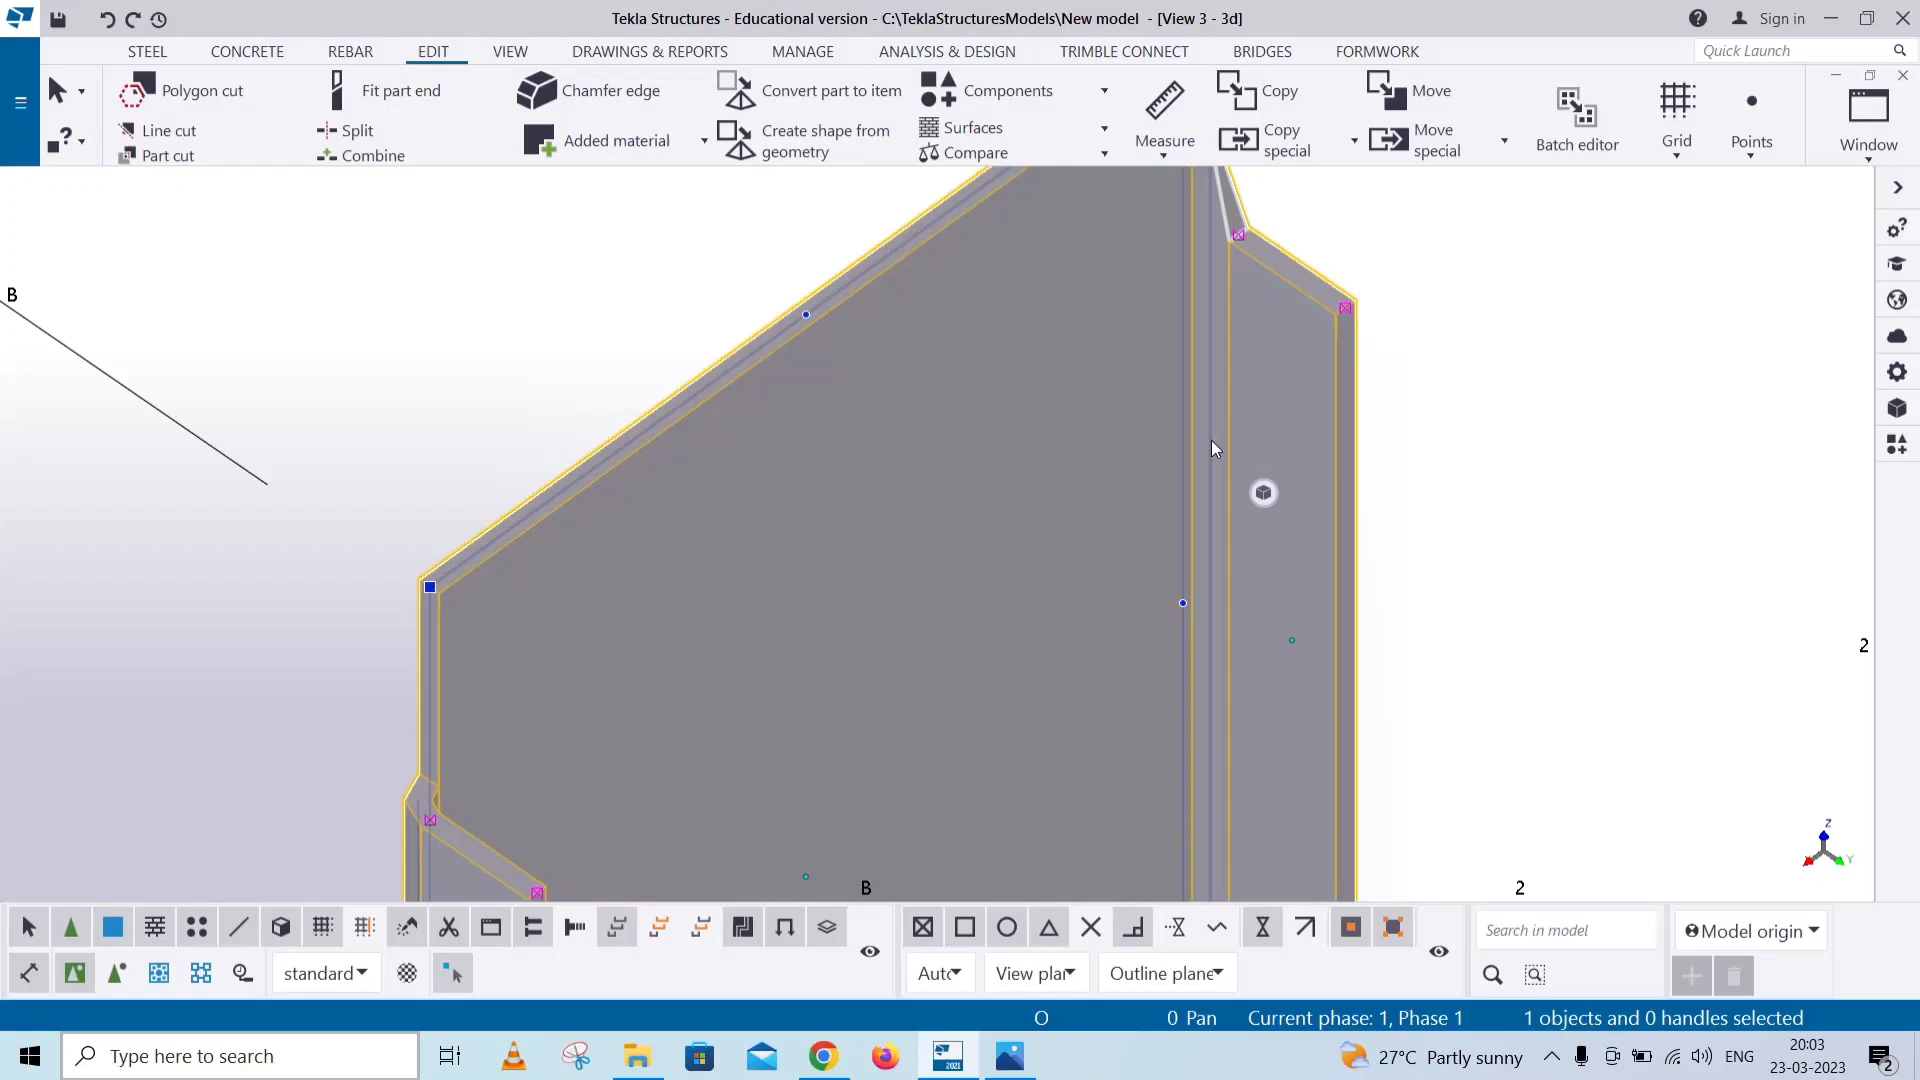 Tekla Structures - Educational version - C:\TeklaStructuresModels\New model - [View 3 - 3d]
Sign in
STEEL CONCRETE REBAR EDIT VIEW DRAWINGS & REPORTS MANAGE ANALYSIS & DESIGN TRIMBLE CONNECT BRIDGES FORMWORK
Quick Launch
Polygon cut
Line cut
Part cut
Fit part end
Split
Combine
Chamfer edge
Added material
Convert part to item
Create shape from
geometry
Components
Surfaces
Compare
Measure
Copy
Copy
special
Move
Move
special
Batch editor
Grid
Points
Window
B
2
B
2
Z
Y
standard
Auto
View plar
Outline plane
Search in model
Model origin
O
0 Pan
Current phase: 1, Phase 1
1 objects and 0 handles selected
Type here to search
2021
27°C Partly sunny
ENG
20:03
23-03-2023
2